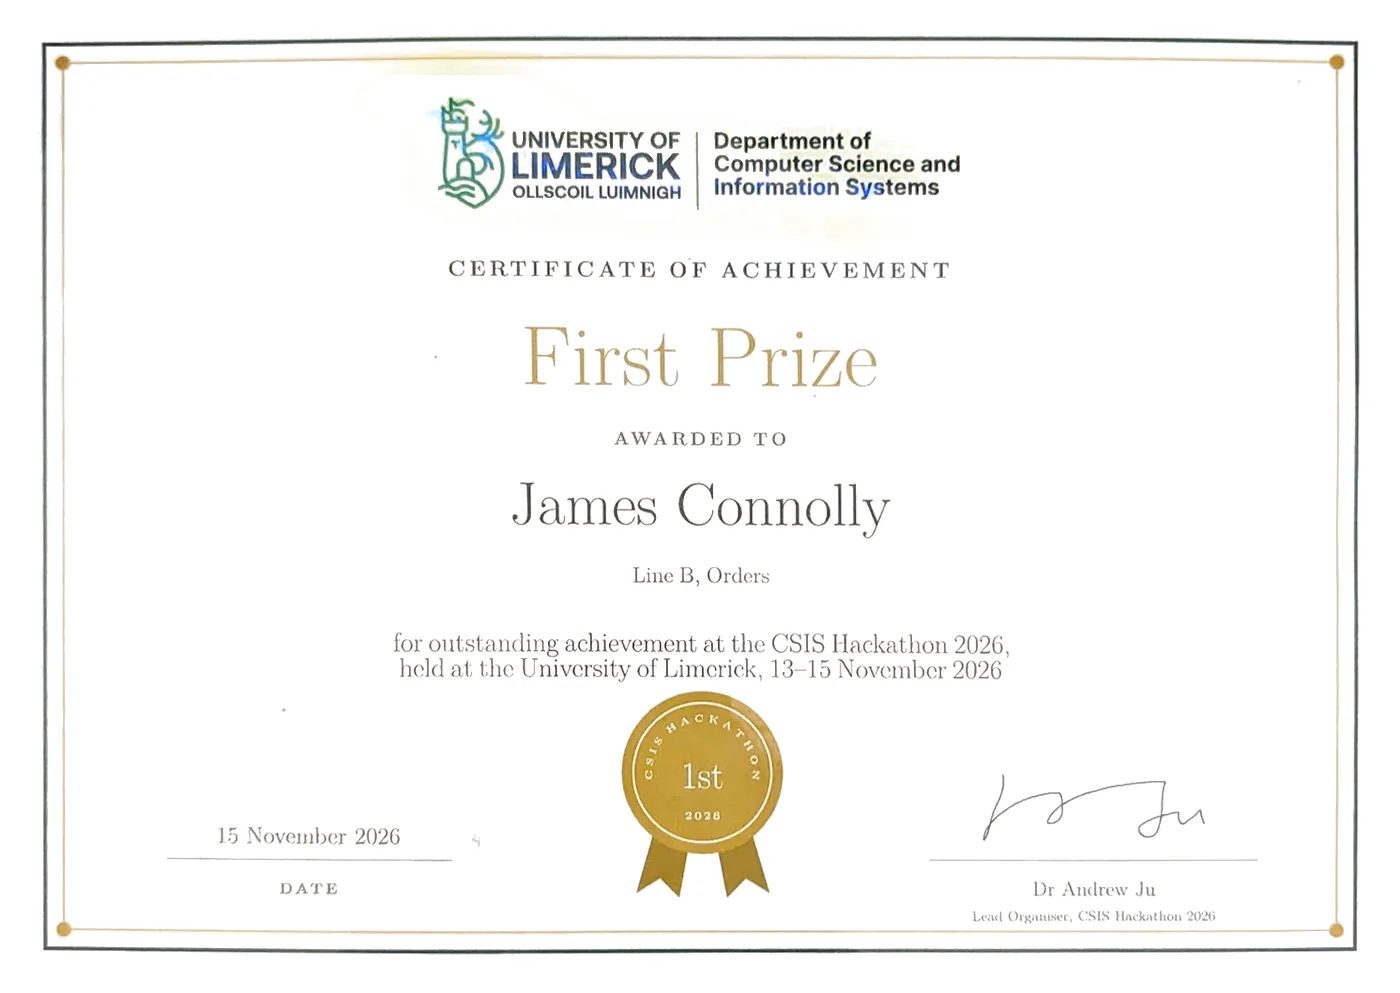 UNIVERSITY OF
LIMERICK
OLLSCOIL LUIMNIGH
Department of
Computer Science and
Information Systems
CERTIFICATE OF ACHIEVEMENT
First Prize
AWARDED TO
James Connolly
Line B, Orders
for outstanding achievement at the CSIS Hackathon 2026,
held at the University of Limerick, 13–15 November 2026
CSIS HACKATHON
1st
2026
15 November 2026
DATE
Dr Andrew Ju
Lead Organiser, CSIS Hackathon 2026